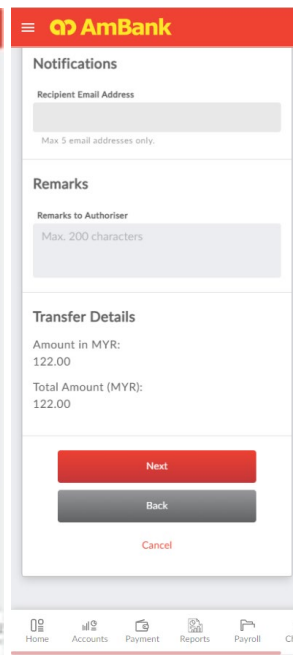 AmBank
Notifications
Recipient Email Address
Max 5 email addresses only.
Remarks
Remarks to Authoriser
Max. 200 characters
Transfer Details
Amount in MYR:
122.00
Total Amount (MYR):
122.00
Next
Back
Cancel
Home Accounts Payment Reports Payroll